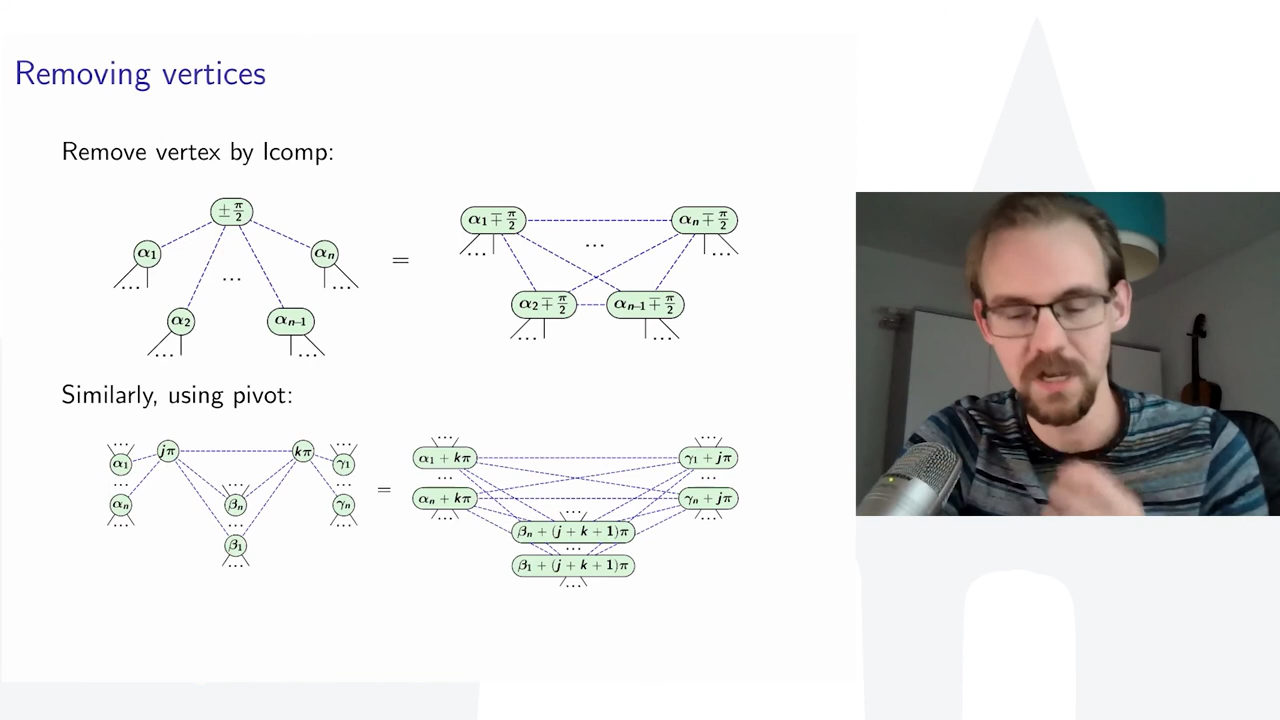 Removing vertices
Remove vertex by lcomp:
± π/2
α₁ αₙ
...
α₂ αₙ₋₁
... ... ... ...
=
α₁ ∓ π/2 αₙ ∓ π/2
... ... ...
α₂ ∓ π/2 αₙ₋₁ ∓ π/2
... ...
Similarly, using pivot:
... ...
jπ kπ
α₁ γ₁
... ... ...
αₙ βₙ γₙ
... ... ...
β₁
...
=
... ...
α₁ + kπ γ₁ + jπ
... ...
αₙ + kπ γₙ + jπ
... ... ...
βₙ + (j + k + 1)π
...
β₁ + (j + k + 1)π
...